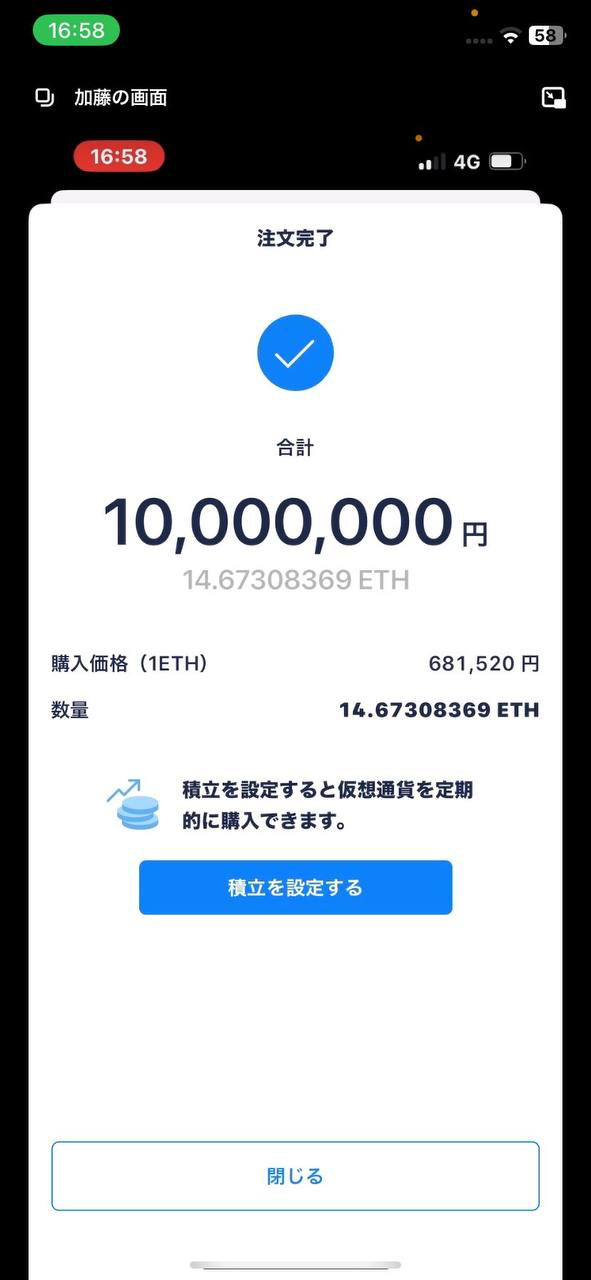 16:58
58
加藤の画面
16:58
4G
注文完了
合計
10,000,000 円
14.67308369 ETH
購入価格（1ETH） 681,520 円
数量 14.67308369 ETH
積立を設定すると仮想通貨を定期
的に購入できます。
積立を設定する
閉じる